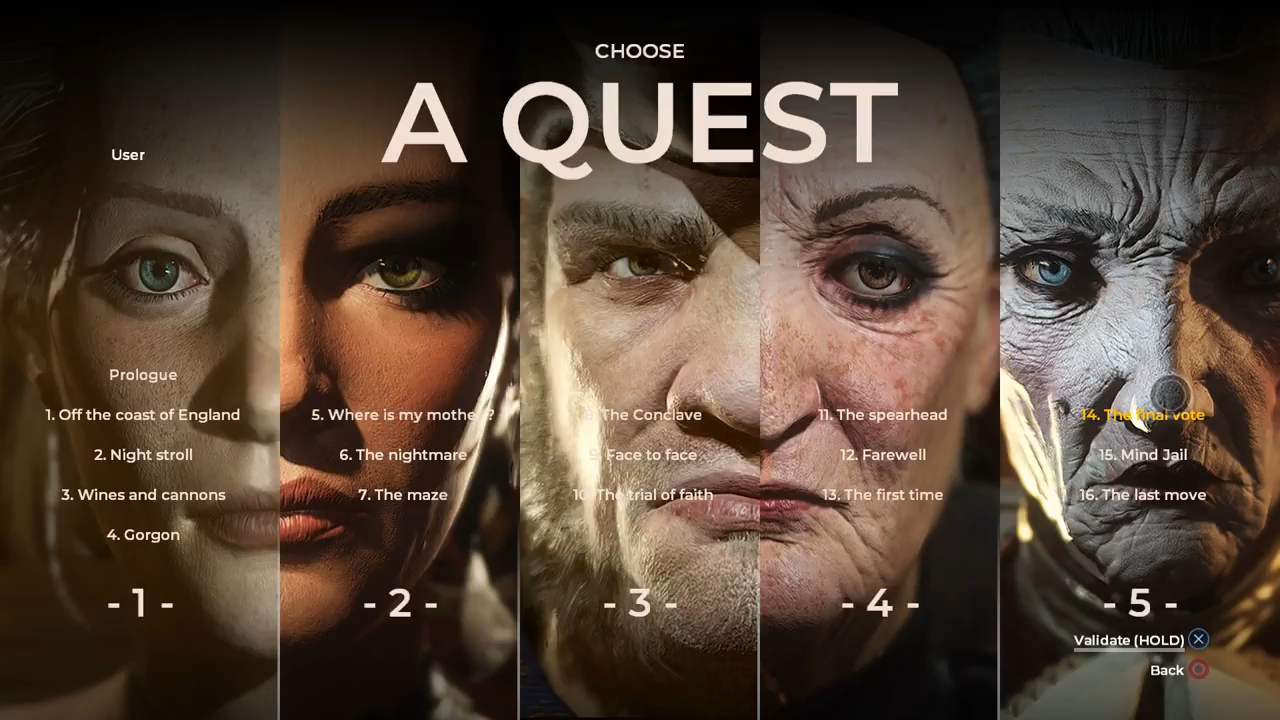 CHOOSE
A QUEST
User
Prologue
1. Off the coast of England
2. Night stroll
3. Wines and cannons
4. Gorgon
- 1 -
5. Where is my mother?
6. The nightmare
7. The maze
- 2 -
8. The Conclave
9. Face to face
10. The trial of faith
- 3 -
11. The spearhead
12. Farewell
13. The first time
- 4 -
14. The final vote
15. Mind Jail
16. The last move
- 5 -
Validate (HOLD)
Back